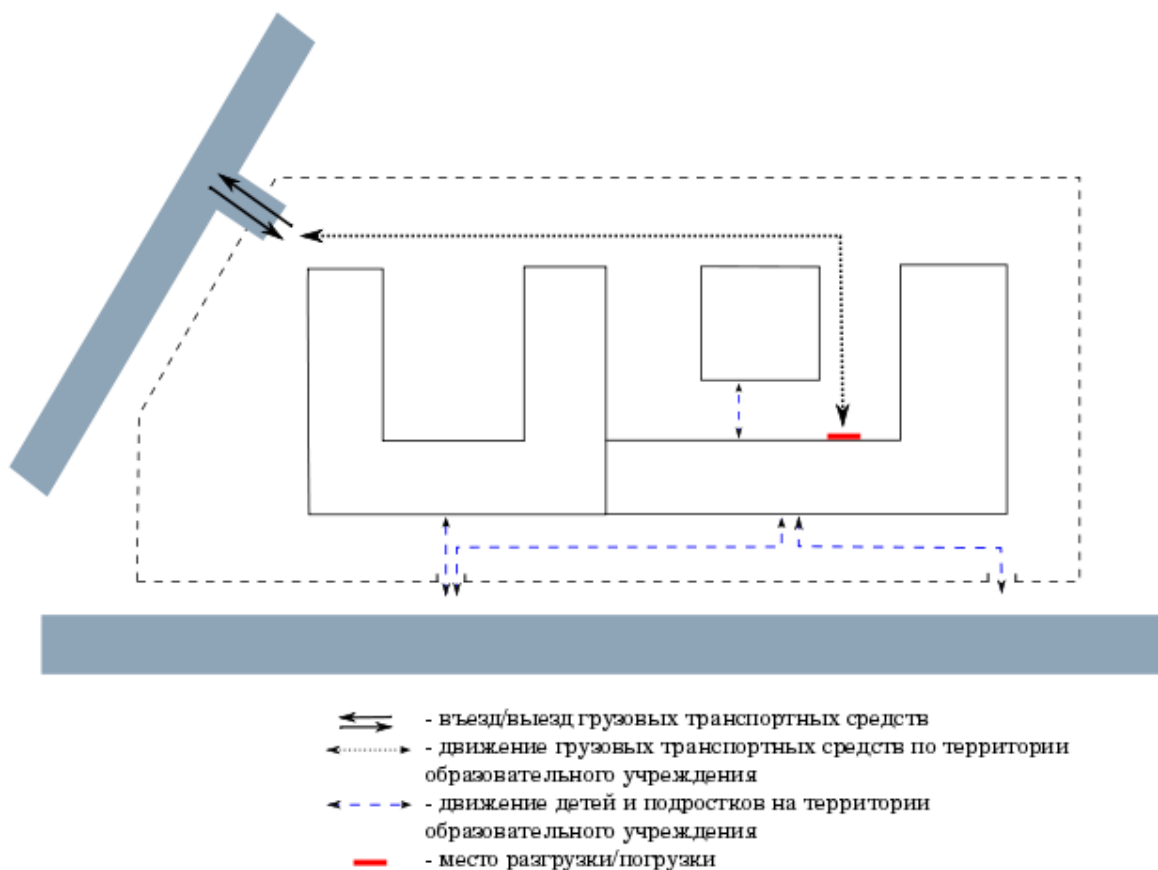 - въезд/выезд грузовых транспортных средств
- движение грузовых транспортных средств по территории
образовательного учреждения
- движение детей и подростков на территории
образовательного учреждения
- место разгрузки/погрузки